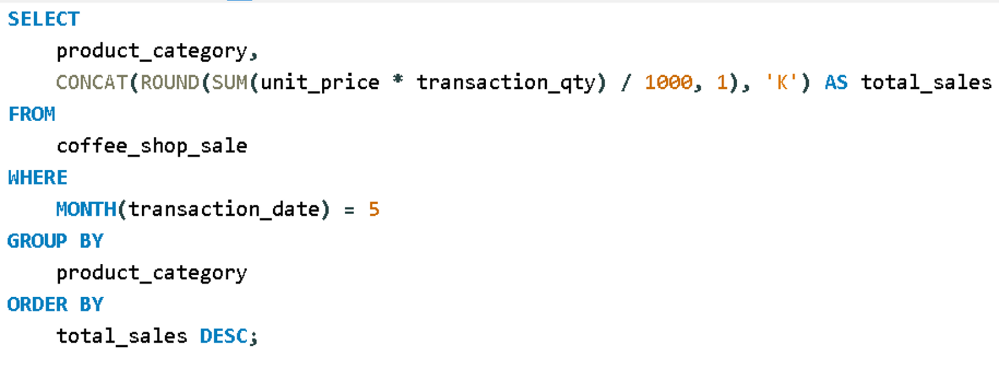 SELECT
product_category,
CONCAT(ROUND(SUM(unit_price * transaction_qty) / 1000, 1), 'K') AS total_sales
FROM
coffee_shop_sale
WHERE
MONTH(transaction_date) = 5
GROUP BY
product_category
ORDER BY
total_sales DESC;